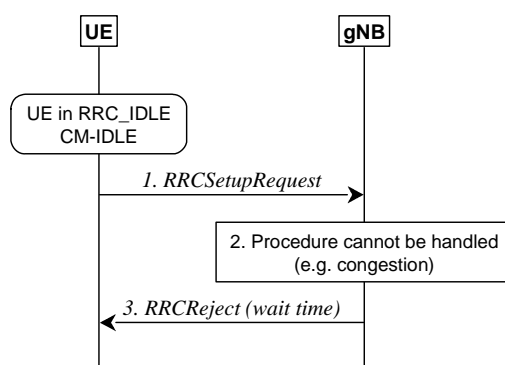 UE
gNB
UE in RRC_IDLE
CM-IDLE
1. RRCSetupRequest
2. Procedure cannot be handled
(e.g. congestion)
3. RRCReject (wait time)